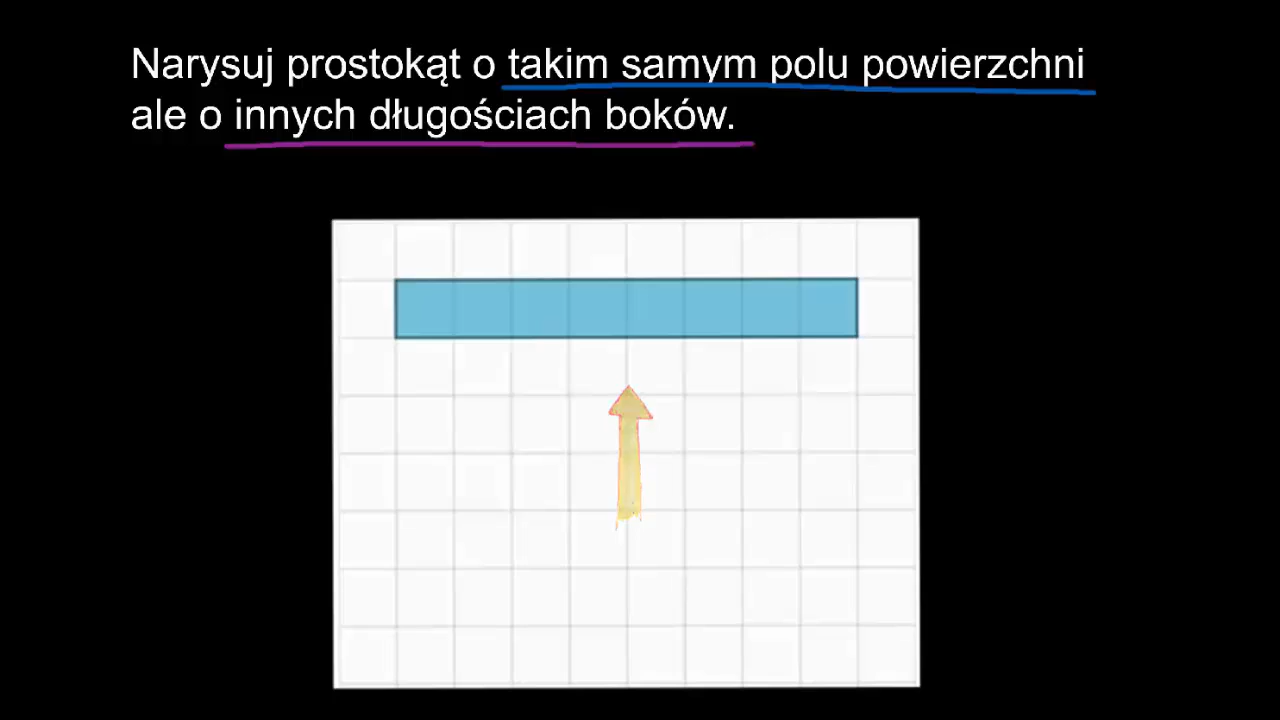 Narysuj prostokąt o takim samym polu powierzchni
ale o innych długościach boków.